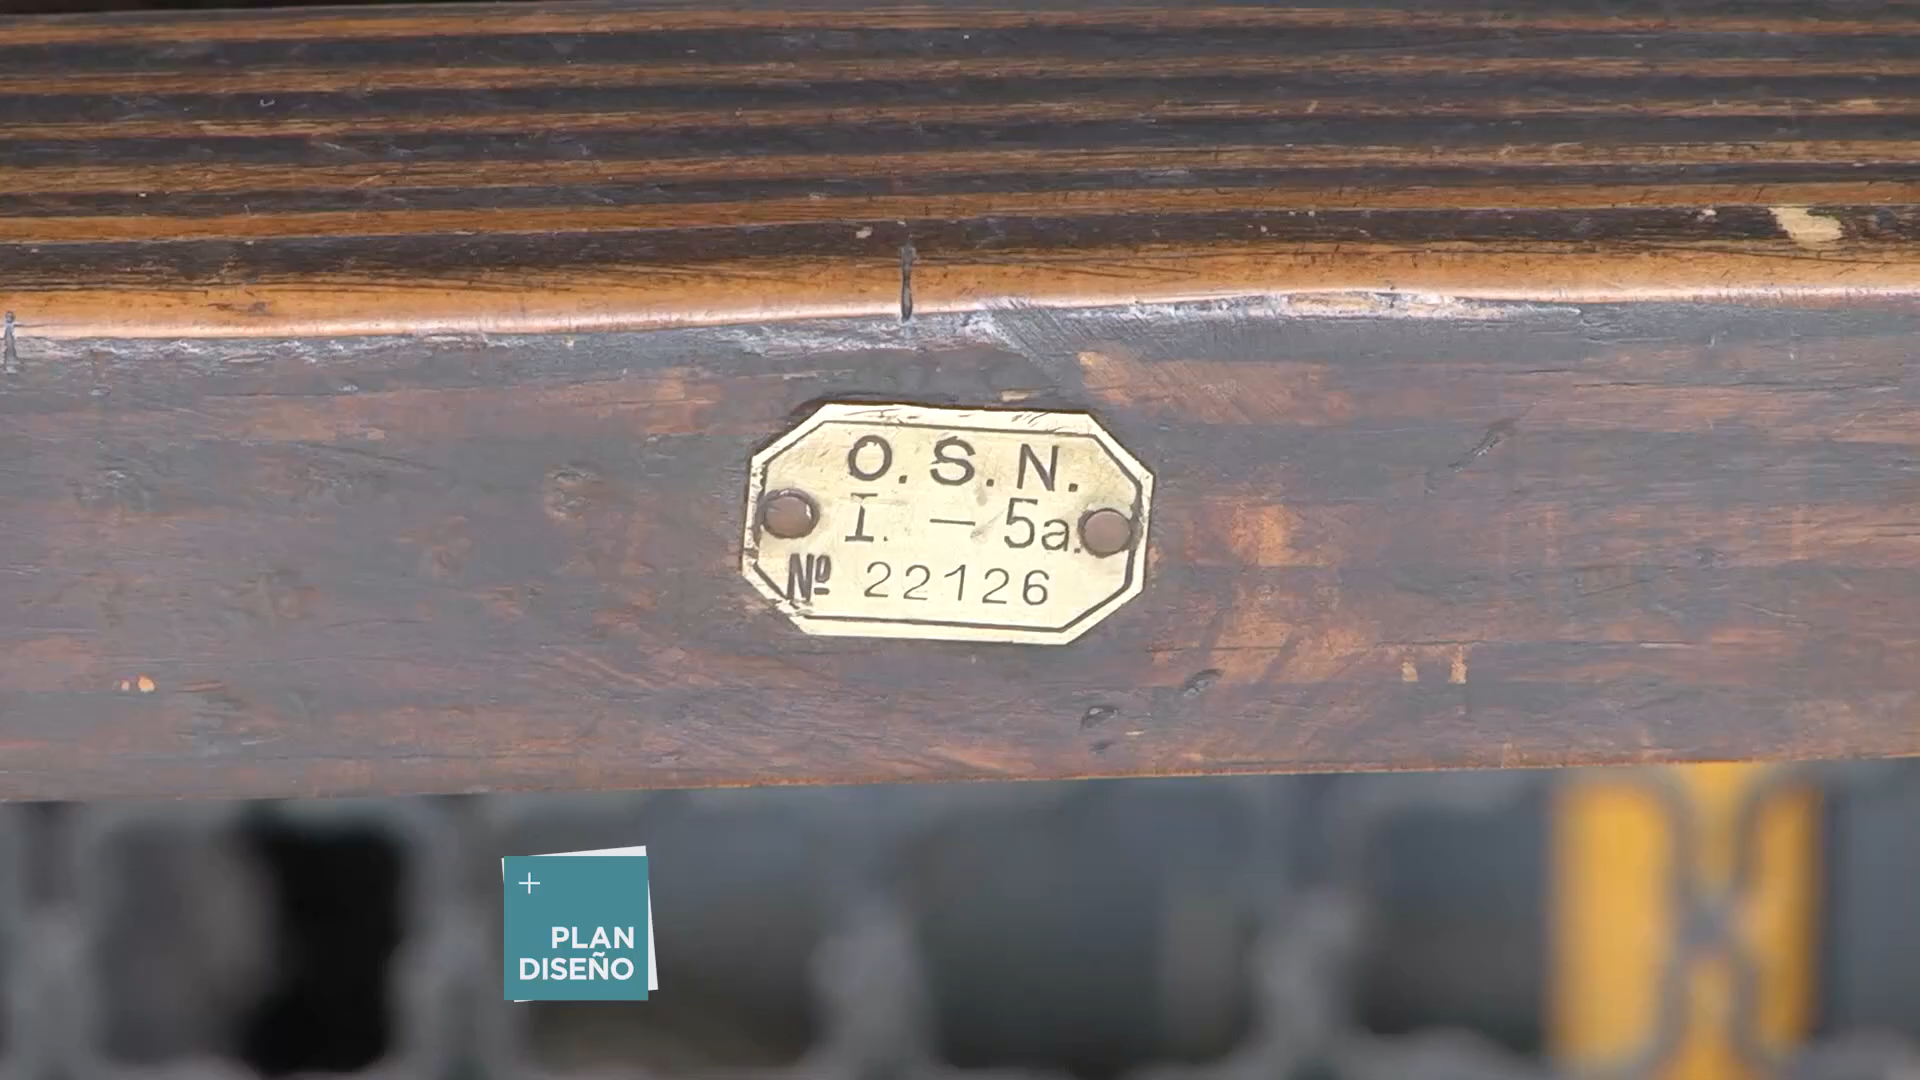 O.S.N.
I. — 5a.
Nº 22126
+
PLAN
DISEÑO